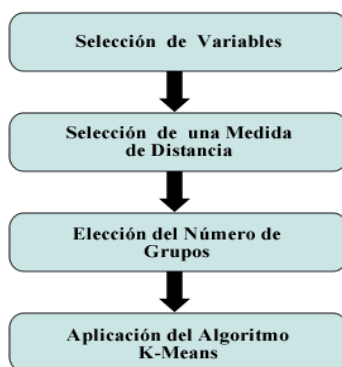 Selección de Variables
Selección de una Medida
de Distancia
Elección del Número de
Grupos
Aplicación del Algoritmo
K-Means